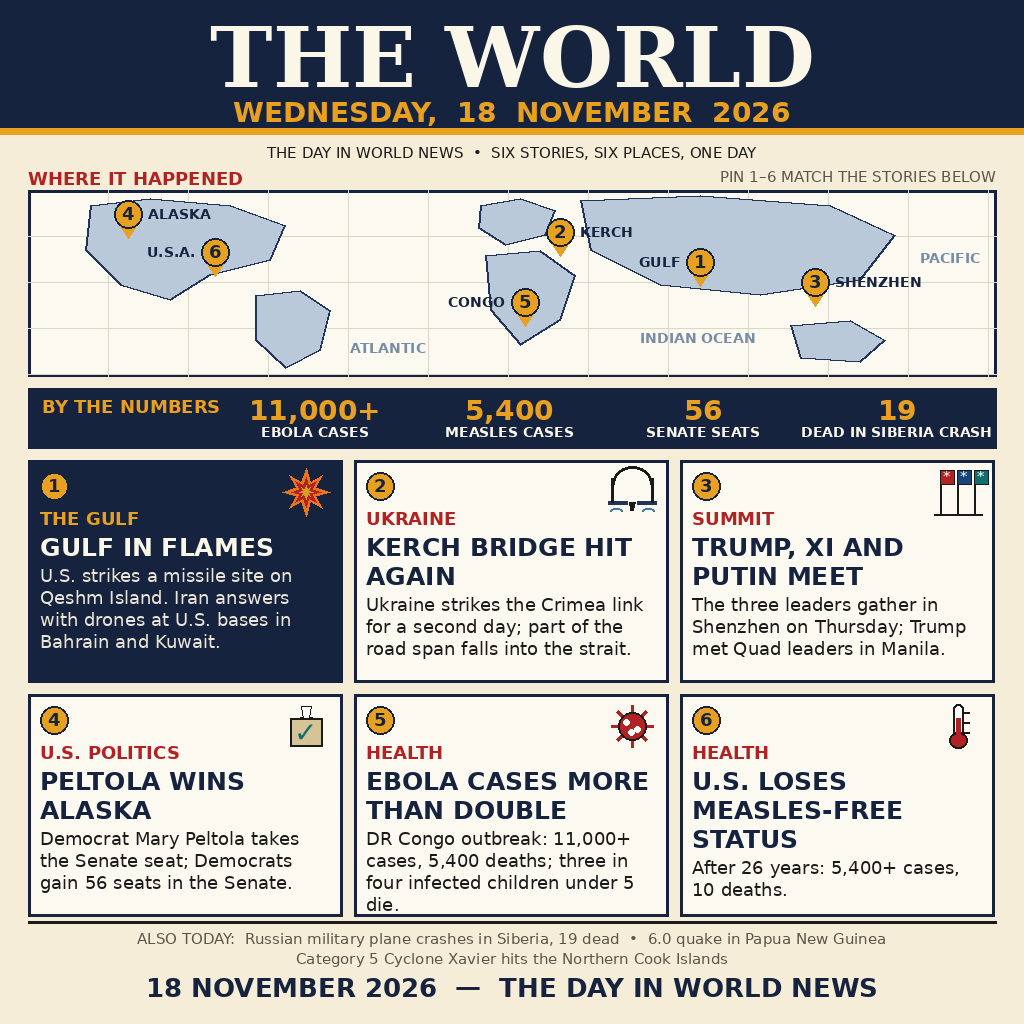 THE WORLD
WEDNESDAY, 18 NOVEMBER 2026
THE DAY IN WORLD NEWS • SIX STORIES, SIX PLACES, ONE DAY
WHERE IT HAPPENED
PIN 1–6 MATCH THE STORIES BELOW
4 ALASKA
U.S.A. 6
2 KERCH
GULF 1
PACIFIC
3 SHENZHEN
CONGO 5
ATLANTIC
INDIAN OCEAN
BY THE NUMBERS
11,000+
EBOLA CASES
5,400
MEASLES CASES
56
SENATE SEATS
19
DEAD IN SIBERIA CRASH
1
THE GULF
GULF IN FLAMES
U.S. strikes a missile site on
Qeshm Island. Iran answers
with drones at U.S. bases in
Bahrain and Kuwait.
2
UKRAINE
KERCH BRIDGE HIT
AGAIN
Ukraine strikes the Crimea link
for a second day; part of the
road span falls into the strait.
3
* * *
SUMMIT
TRUMP, XI AND
PUTIN MEET
The three leaders gather in
Shenzhen on Thursday; Trump
met Quad leaders in Manila.
4
✓
U.S. POLITICS
PELTOLA WINS
ALASKA
Democrat Mary Peltola takes
the Senate seat; Democrats
gain 56 seats in the Senate.
5
HEALTH
EBOLA CASES MORE
THAN DOUBLE
DR Congo outbreak: 11,000+
cases, 5,400 deaths; three in
four infected children under 5
die.
6
HEALTH
U.S. LOSES
MEASLES-FREE
STATUS
After 26 years: 5,400+ cases,
10 deaths.
ALSO TODAY: Russian military plane crashes in Siberia, 19 dead • 6.0 quake in Papua New Guinea
Category 5 Cyclone Xavier hits the Northern Cook Islands
18 NOVEMBER 2026 — THE DAY IN WORLD NEWS